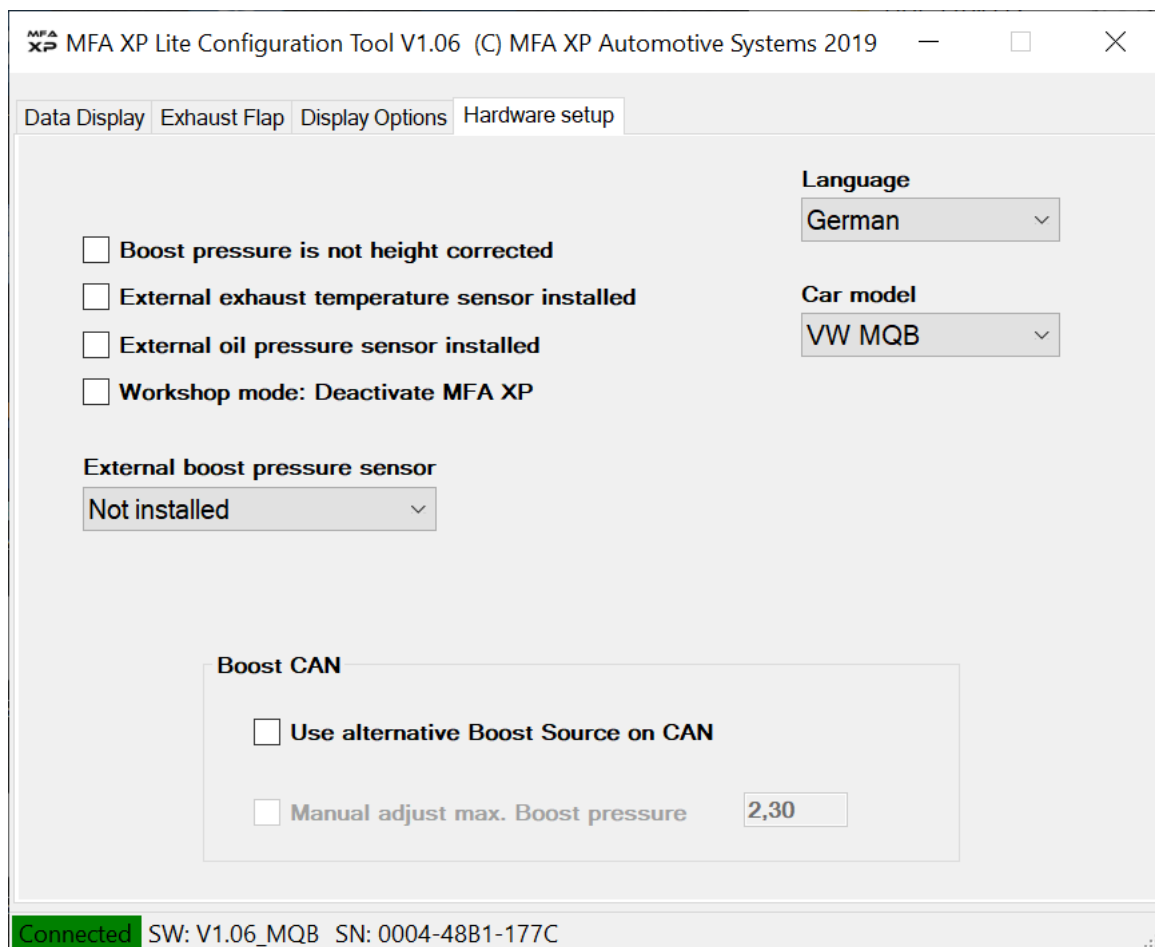 MFA XP MFA XP Lite Configuration Tool V1.06 (C) MFA XP Automotive Systems 2019
Data Display Exhaust Flap Display Options Hardware setup
Language
German
Boost pressure is not height corrected
External exhaust temperature sensor installed
Car model
VW MQB
External oil pressure sensor installed
Workshop mode: Deactivate MFA XP
External boost pressure sensor
Not installed
Boost CAN
Use alternative Boost Source on CAN
Manual adjust max. Boost pressure 2,30
Connected SW: V1.06_MQB SN: 0004-48B1-177C